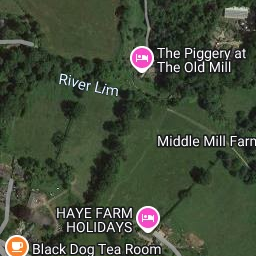 The Piggery at
The Old Mill
River Lim
Middle Mill Farm
HAYE FARM
HOLIDAYS
Black Dog Tea Room